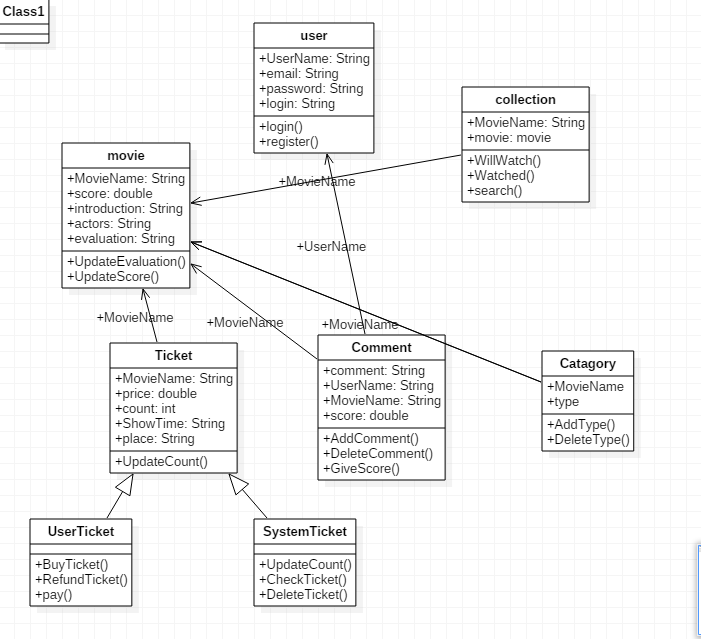 Class1
user
+UserName: String
+email: String
+password: String
+login: String
+login()
+register()
collection
+MovieName: String
+movie: movie
+WillWatch()
+Watched()
+search()
movie
+MovieName: String
+score: double
+introduction: String
+actors: String
+evaluation: String
+UpdateEvaluation()
+UpdateScore()
+MovieName
+UserName
+MovieName
+MovieName
+MovieName
Ticket
+MovieName: String
+price: double
+count: int
+ShowTime: String
+place: String
+UpdateCount()
Comment
+comment: String
+UserName: String
+MovieName: String
+score: double
+AddComment()
+DeleteComment()
+GiveScore()
Catagory
+MovieName
+type
+AddType()
+DeleteType()
UserTicket
+BuyTicket()
+RefundTicket()
+pay()
SystemTicket
+UpdateCount()
+CheckTicket()
+DeleteTicket()